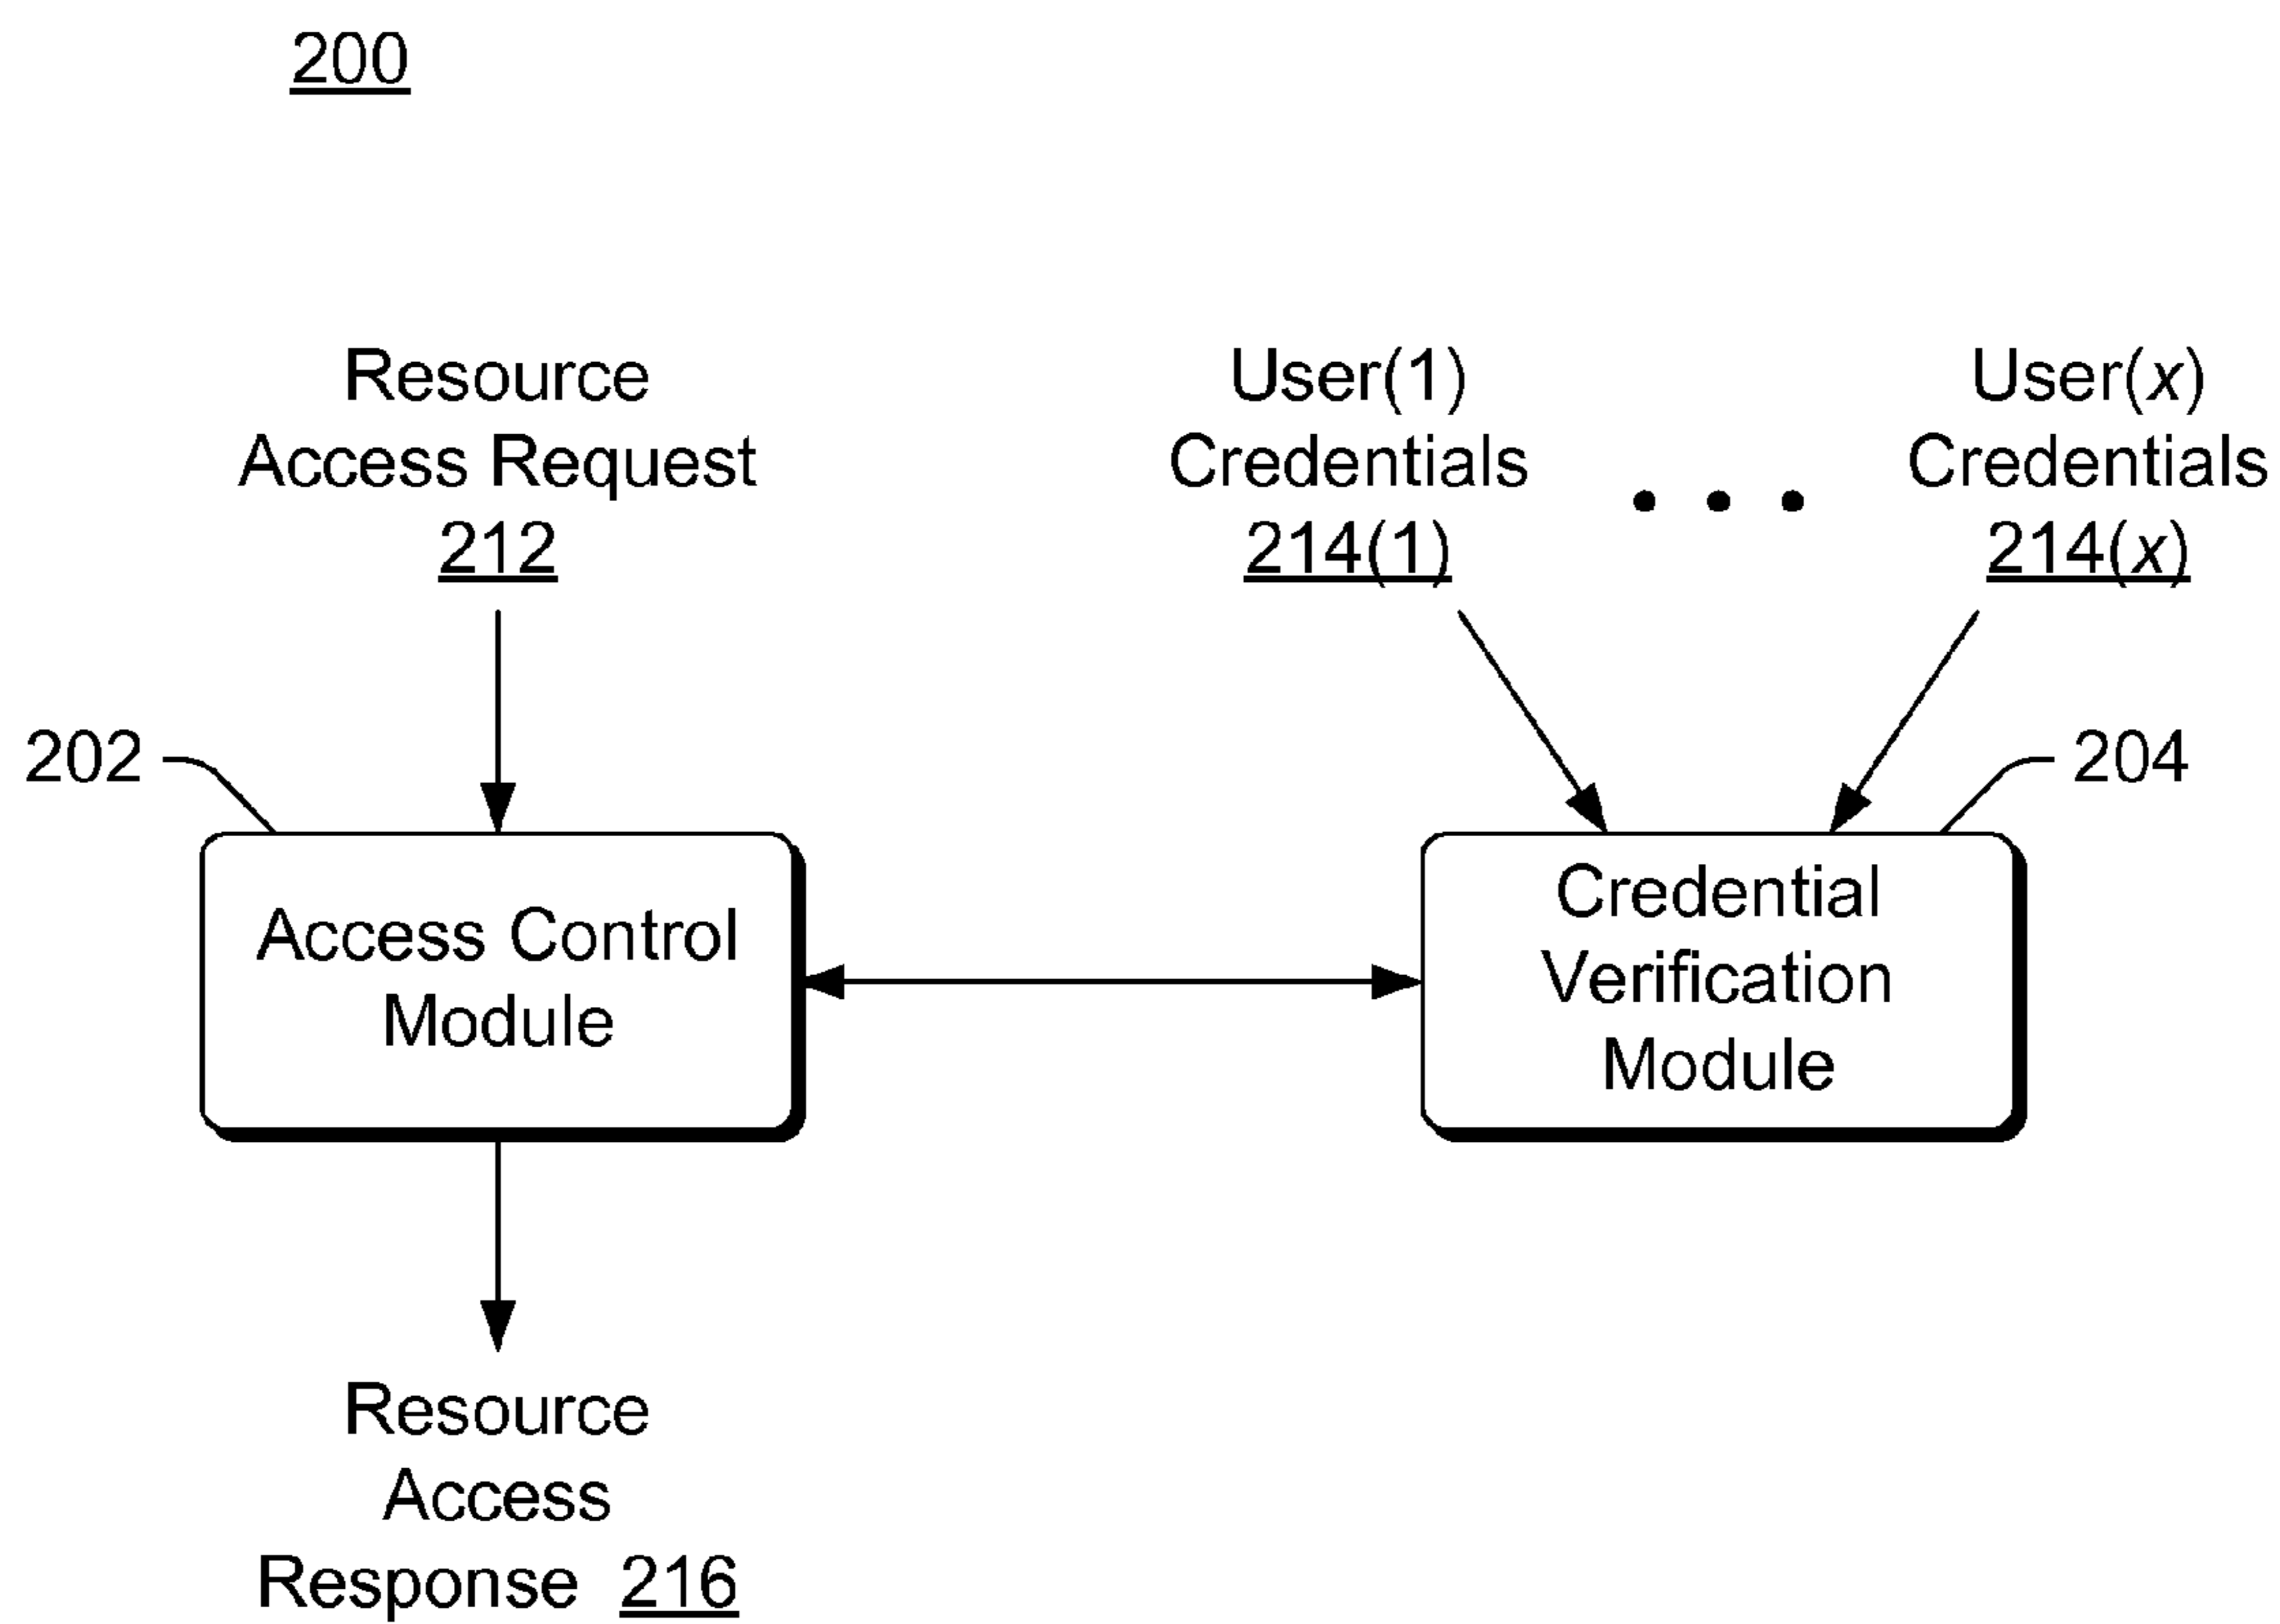 200
Resource
Access Request
212
User(1)
Credentials
214(1)
• • •
User(x)
Credentials
214(x)
202
204
Access Control
Module
Credential
Verification
Module
Resource
Access
Response 216